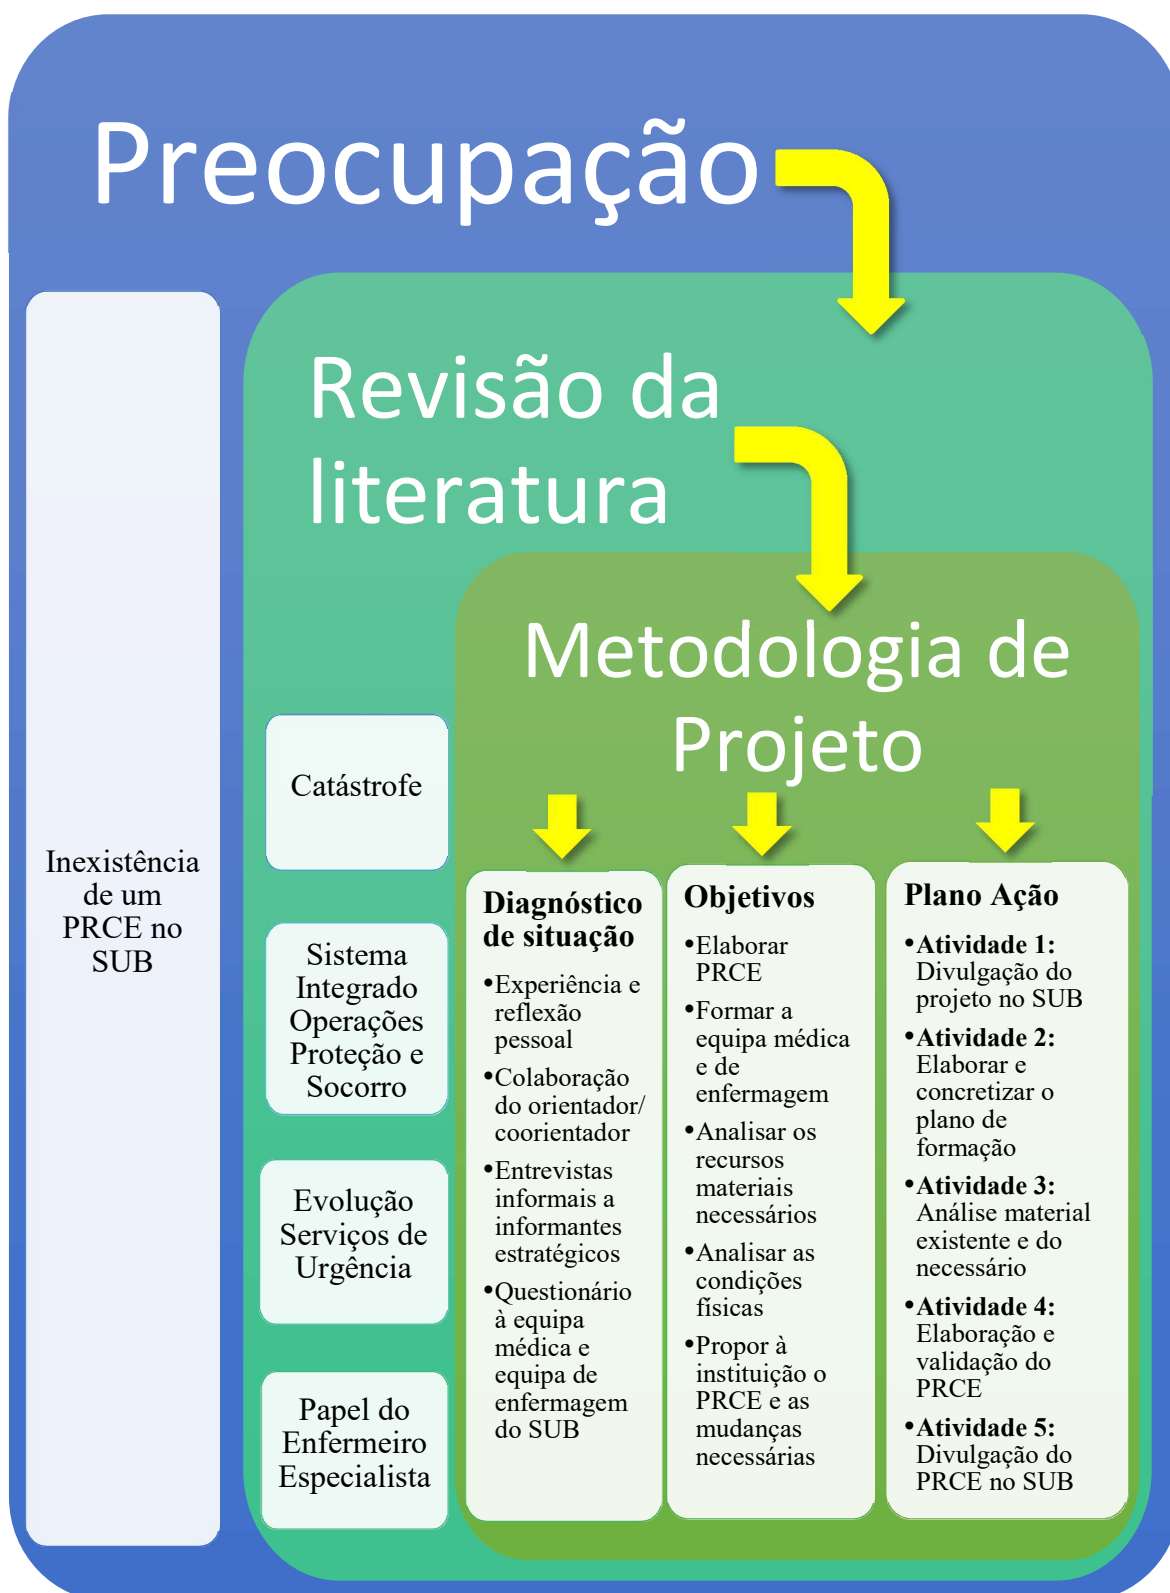 Preocupação
Inexistência
de um
PRCE no
SUB
Revisão da
literatura
Catástrofe
Sistema
Integrado
Operações
Proteção e
Socorro
Evolução
Serviços de
Urgência
Papel do
Enfermeiro
Especialista
Metodologia de
Projeto
Diagnóstico
de situação
•Experiência e
reflexão
pessoal
•Colaboração
do orientador/
coorientador
•Entrevistas
informais a
informantes
estratégicos
•Questionário
à equipa
médica e
equipa de
enfermagem
do SUB
Objetivos
•Elaborar
PRCE
•Formar a
equipa médica
e de
enfermagem
•Analisar os
recursos
materiais
necessários
•Analisar as
condições
físicas
•Propor à
instituição o
PRCE e as
mudanças
necessárias
Plano Ação
•Atividade 1:
Divulgação do
projeto no SUB
•Atividade 2:
Elaborar e
concretizar o
plano de
formação
•Atividade 3:
Análise material
existente e do
necessário
•Atividade 4:
Elaboração e
validação do
PRCE
•Atividade 5:
Divulgação do
PRCE no SUB